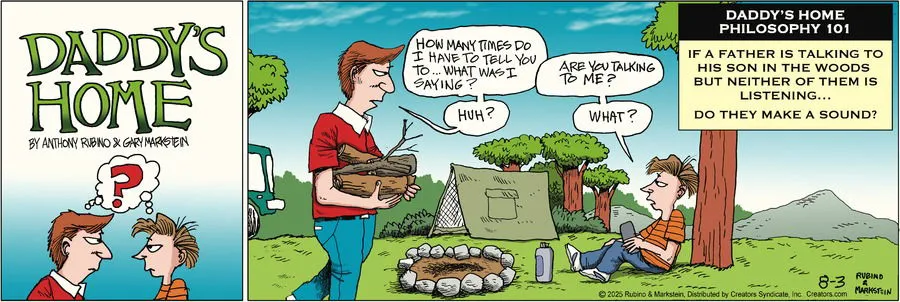 DADDY'S
HOME
BY ANTHONY RUBINO & GARY MARKSTEIN
?
HOW MANY TIMES DO
I HAVE TO TELL YOU
TO... WHAT WAS I
SAYING?
HUH?
ARE YOU TALKING
TO ME?
WHAT?
DADDY'S HOME
PHILOSOPHY 101
IF A FATHER IS TALKING TO
HIS SON IN THE WOODS
BUT NEITHER OF THEM IS
LISTENING...
DO THEY MAKE A SOUND?
8-3
RUBINO
&
MARKSTEIN
© 2025 Rubino & Markstein, Distributed by Creators Syndicate, Inc. Creators.com